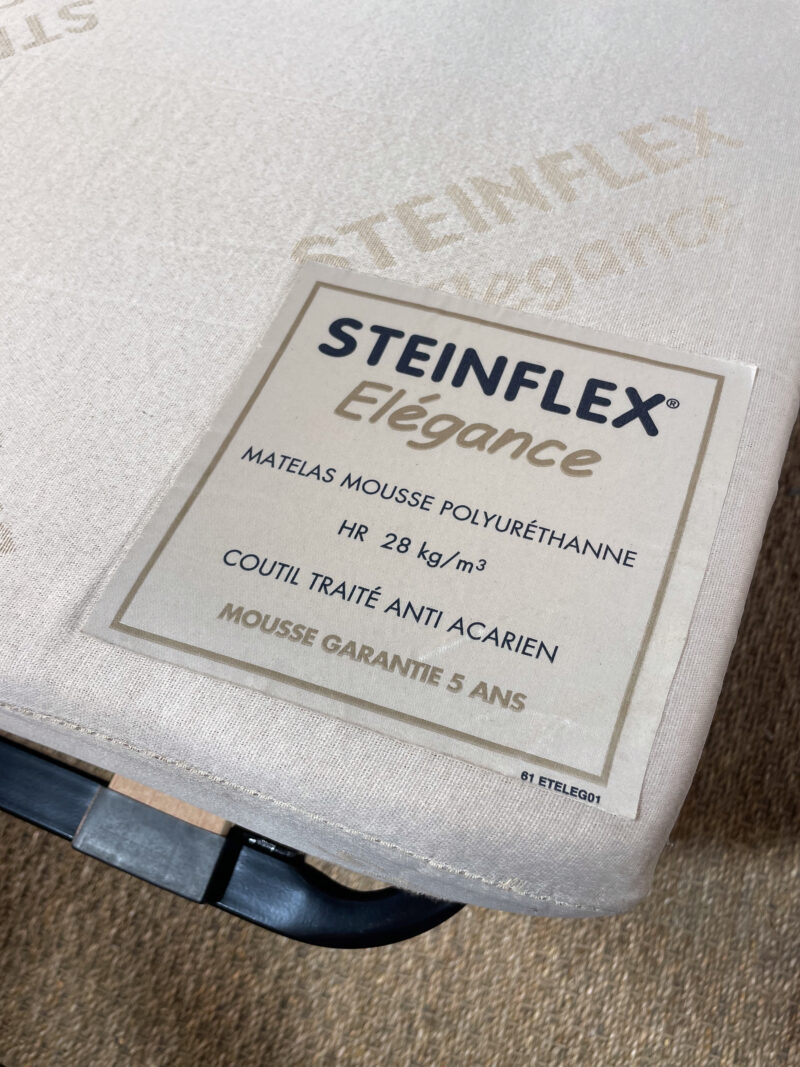 STEINFLEX
Elegance
STEINFLEX®
Elégance
MATELAS MOUSSE POLYURÉTHANNE
HR 28 kg/m³
COUTIL TRAITÉ ANTI ACARIEN
MOUSSE GARANTIE 5 ANS
61 ETELEG01